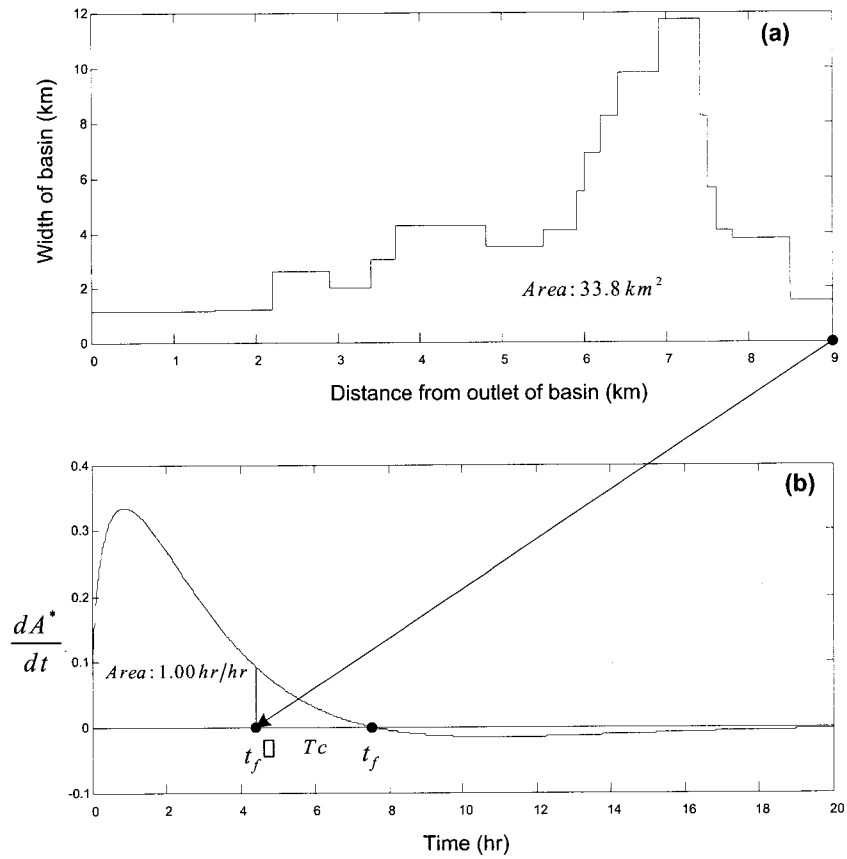 (a)
12
10
8
6
4
2
0
Width of basin (km)
Area: 33.8 km²
0 1 2 3 4 5 6 7 8 9
Distance from outlet of basin (km)
(b)
0.4
0.3
0.2
0.1
0
-0.1
dA*
dt
Area: 1.00 hr/hr
t_f □ Tc t_f
0 2 4 6 8 10 12 14 16 18 20
Time (hr)